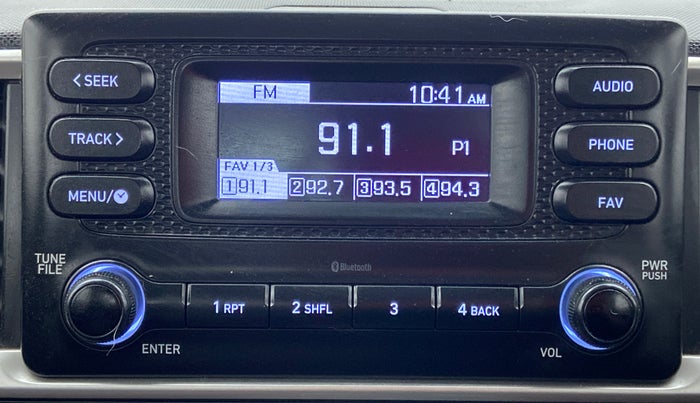 < SEEK
TRACK >
MENU/
FM 10:41 AM
91.1 P1
FAV 1/3
1 91.1 2 92.7 3 93.5 4 94.3
AUDIO
PHONE
FAV
Bluetooth
TUNE
FILE
ENTER
1 RPT
2 SHFL
3
4 BACK
PWR
PUSH
VOL